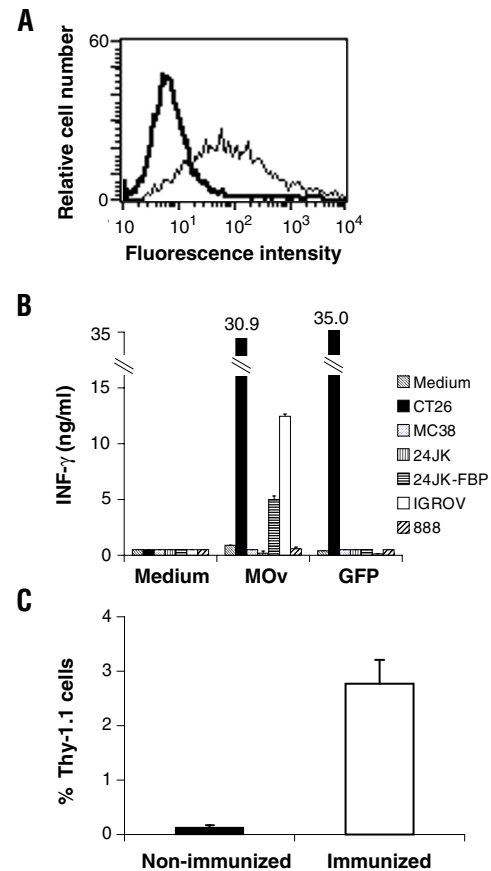 A
60
Relative cell number
0
10 10¹ 10² 10³ 10⁴
Fluorescence intensity
B
30.9 35.0
35
15
10
5
0
INF-γ (ng/ml)
Medium
CT26
MC38
24JK
24JK-FBP
IGROV
888
Medium MOv GFP
C
4
3
2
1
0
% Thy-1.1 cells
Non-immunized Immunized